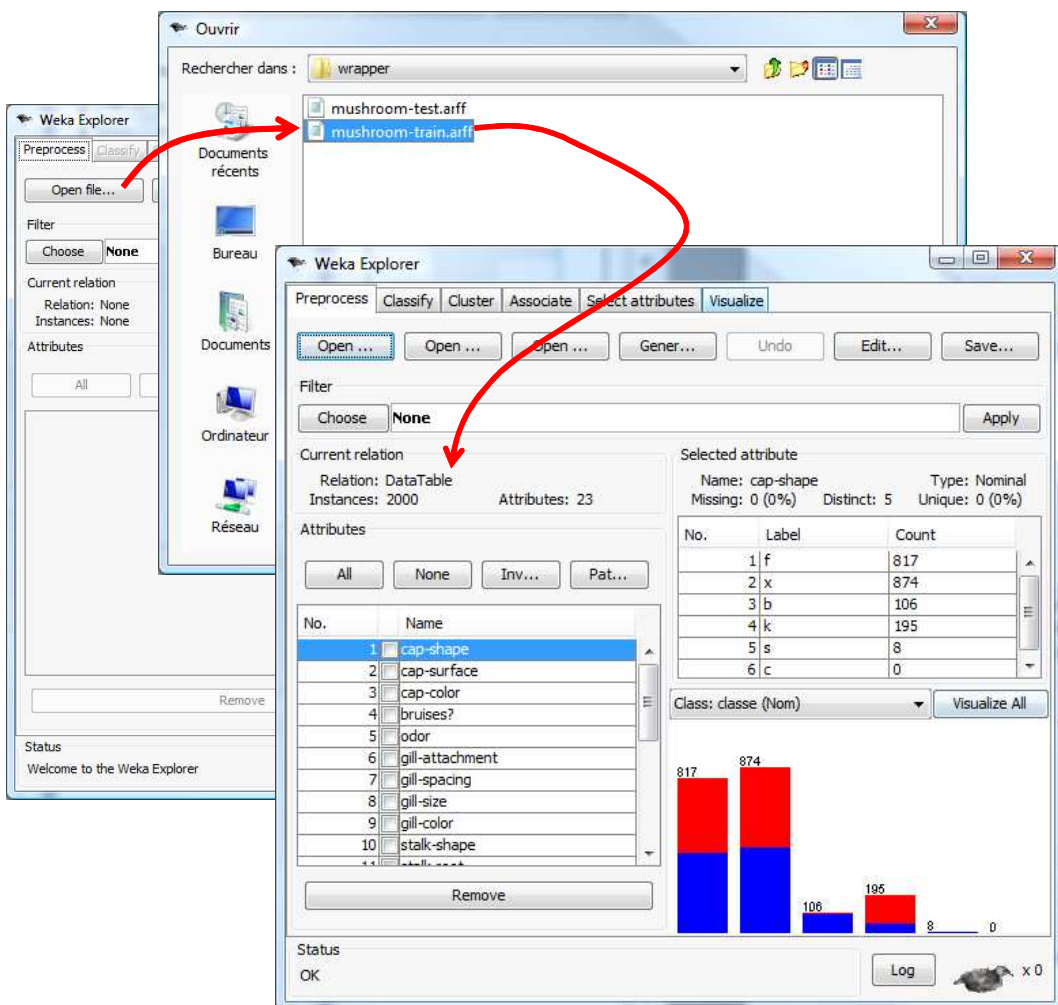 Ouvrir
Rechercher dans : wrapper
Documents récents
Bureau
Documents
Ordinateur
Réseau
mushroom-test.arff
mushroom-train.arff
Weka Explorer
Preprocess Classify
Open file...
Filter
Choose None
Current relation
Relation: None
Instances: None
Attributes
All
Remove
Status
Welcome to the Weka Explorer
Weka Explorer
Preprocess Classify Cluster Associate Select attributes Visualize
Open ... Open ... Open ... Gener... Undo Edit... Save...
Filter
Choose None Apply
Current relation
Relation: DataTable
Instances: 2000 Attributes: 23
Attributes
All None Inv... Pat...
No. Name
1 cap-shape
2 cap-surface
3 cap-color
4 bruises?
5 odor
6 gill-attachment
7 gill-spacing
8 gill-size
9 gill-color
10 stalk-shape
Remove
Selected attribute
Name: cap-shape Type: Nominal
Missing: 0 (0%) Distinct: 5 Unique: 0 (0%)
No. Label Count
1 f 817
2 x 874
3 b 106
4 k 195
5 s 8
6 c 0
Class: classe (Nom) Visualize All
817 874 106 195 8 0
Status
OK
Log x 0